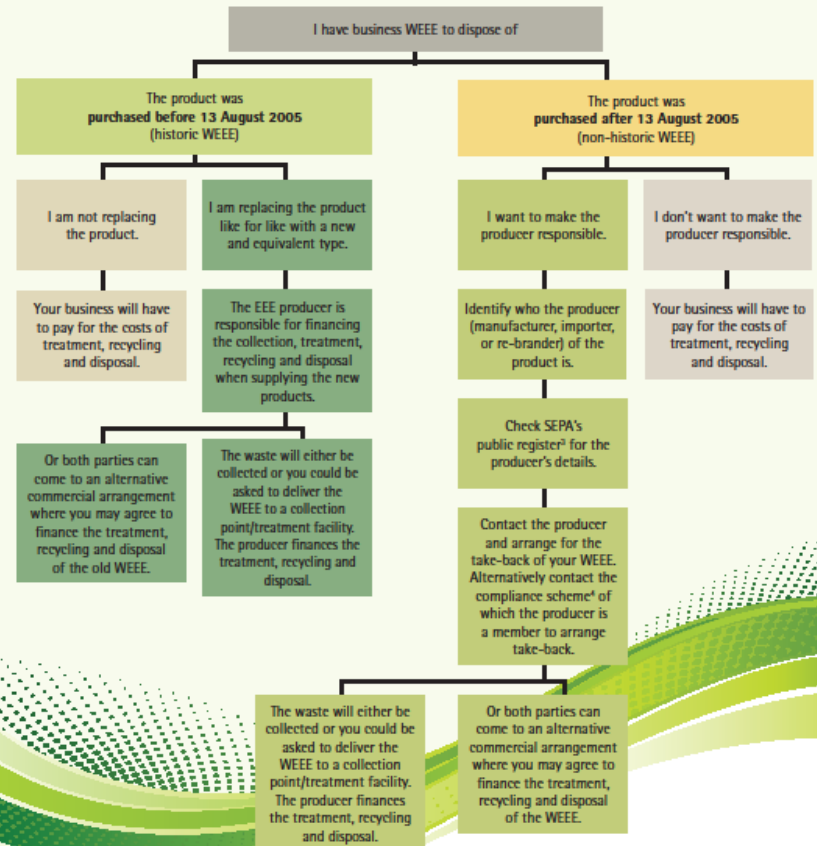 I have business WEEE to dispose of
The product was
purchased before 13 August 2005
(historic WEEE)
The product was
purchased after 13 August 2005
(non-historic WEEE)
I am not replacing
the product.
I am replacing the product
like for like with a new
and equivalent type.
I want to make the
producer responsible.
I don't want to make the
producer responsible.
Your business will have
to pay for the costs of
treatment, recycling
and disposal.
The EEE producer is
responsible for financing
the collection, treatment,
recycling and disposal
when supplying the new
products.
Identify who the producer
(manufacturer, importer,
or re-brander) of the
product is.
Your business will have to
pay for the costs of
treatment, recycling
and disposal.
Check SEPA's
public register³ for the
producer's details.
Or both parties can
come to an alternative
commercial arrangement
where you may agree to
finance the treatment,
recycling and disposal
of the old WEEE.
The waste will either be
collected or you could be
asked to deliver the
WEEE to a collection
point/treatment facility.
The producer finances the
treatment, recycling and
disposal.
Contact the producer
and arrange for the
take-back of your WEEE.
Alternatively contact the
compliance scheme⁴ of
which the producer is
a member to arrange
take-back.
The waste will either be
collected or you could be
asked to deliver the
WEEE to a collection
point/treatment facility.
The producer finances
the treatment, recycling
and disposal.
Or both parties can
come to an alternative
commercial arrangement
where you may agree to
finance the treatment,
recycling and disposal
of the WEEE.